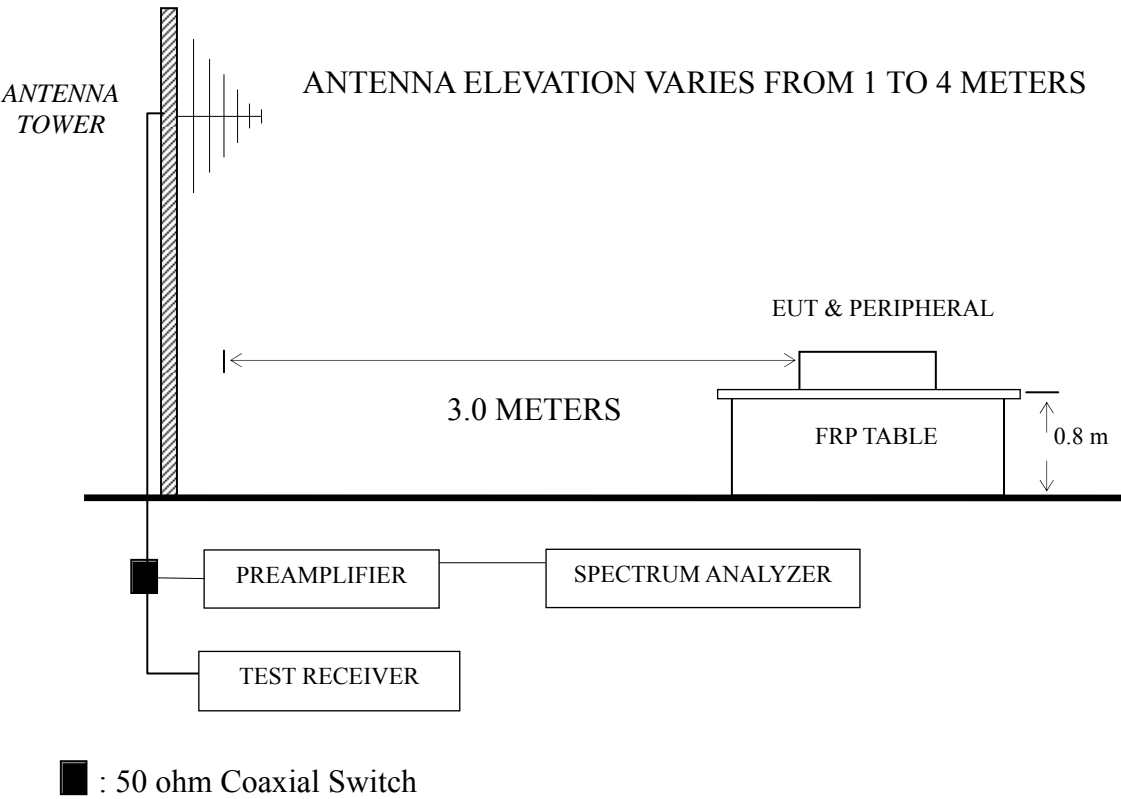 ANTENNA
TOWER
ANTENNA ELEVATION VARIES FROM 1 TO 4 METERS
EUT & PERIPHERAL
3.0 METERS
FRP TABLE
0.8 m
PREAMPLIFIER
SPECTRUM ANALYZER
TEST RECEIVER
: 50 ohm Coaxial Switch